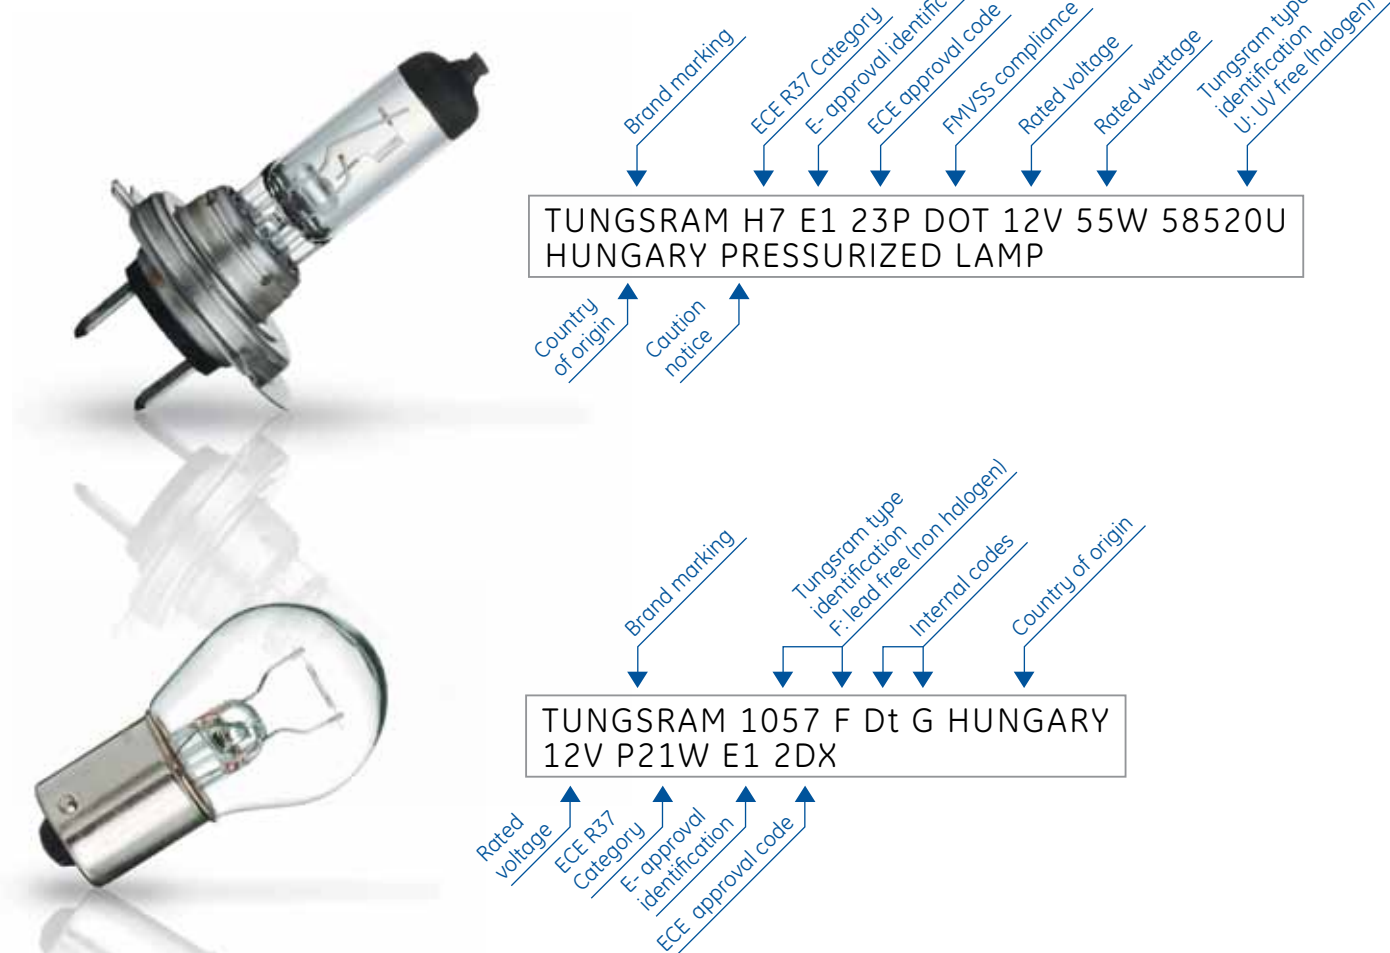 Brand marking
ECE R37 Category
E- approval
ECE approval code
FMVSS compliance
Rated voltage
Rated wattage
Tungsram type
identification
U: UV free (halogen)
TUNGSRAM H7 E1 23P DOT 12V 55W 58520U
HUNGARY PRESSURIZED LAMP
Country
of origin
Caution
notice
Brand marking
Tungsram type
identification
F: lead free (non halogen)
Internal codes
Country of origin
TUNGSRAM 1057 F Dt G HUNGARY
12V P21W E1 2DX
Rated
voltage
ECE R37
Category
E- approval
identification
ECE approval code